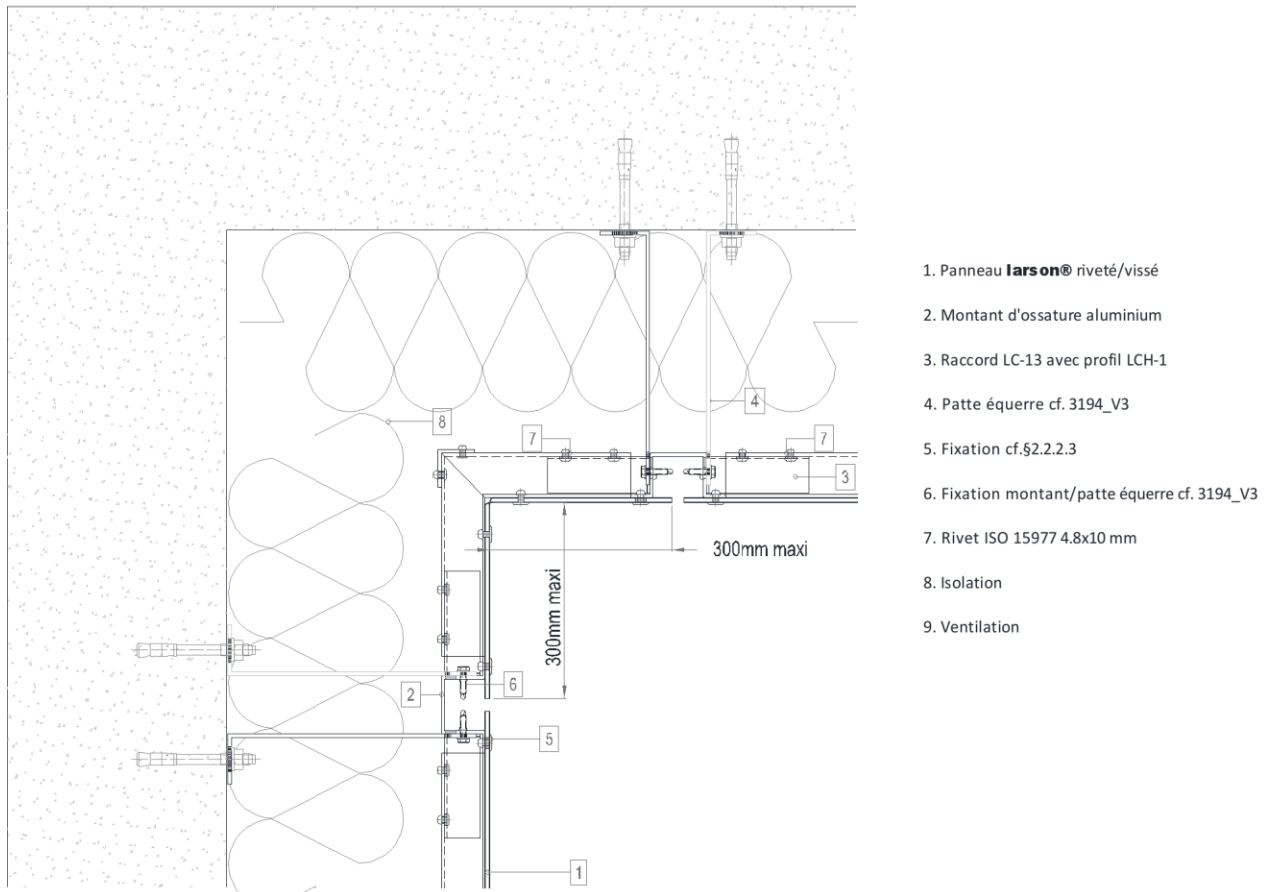 4
8
7
7
3
300mm maxi
300mm maxi
2
6
5
1
1. Panneau larson® riveté/vissé
2. Montant d'ossature aluminium
3. Raccord LC-13 avec profil LCH-1
4. Patte équerre cf. 3194_V3
5. Fixation cf.§2.2.2.3
6. Fixation montant/patte équerre cf. 3194_V3
7. Rivet ISO 15977 4.8x10 mm
8. Isolation
9. Ventilation